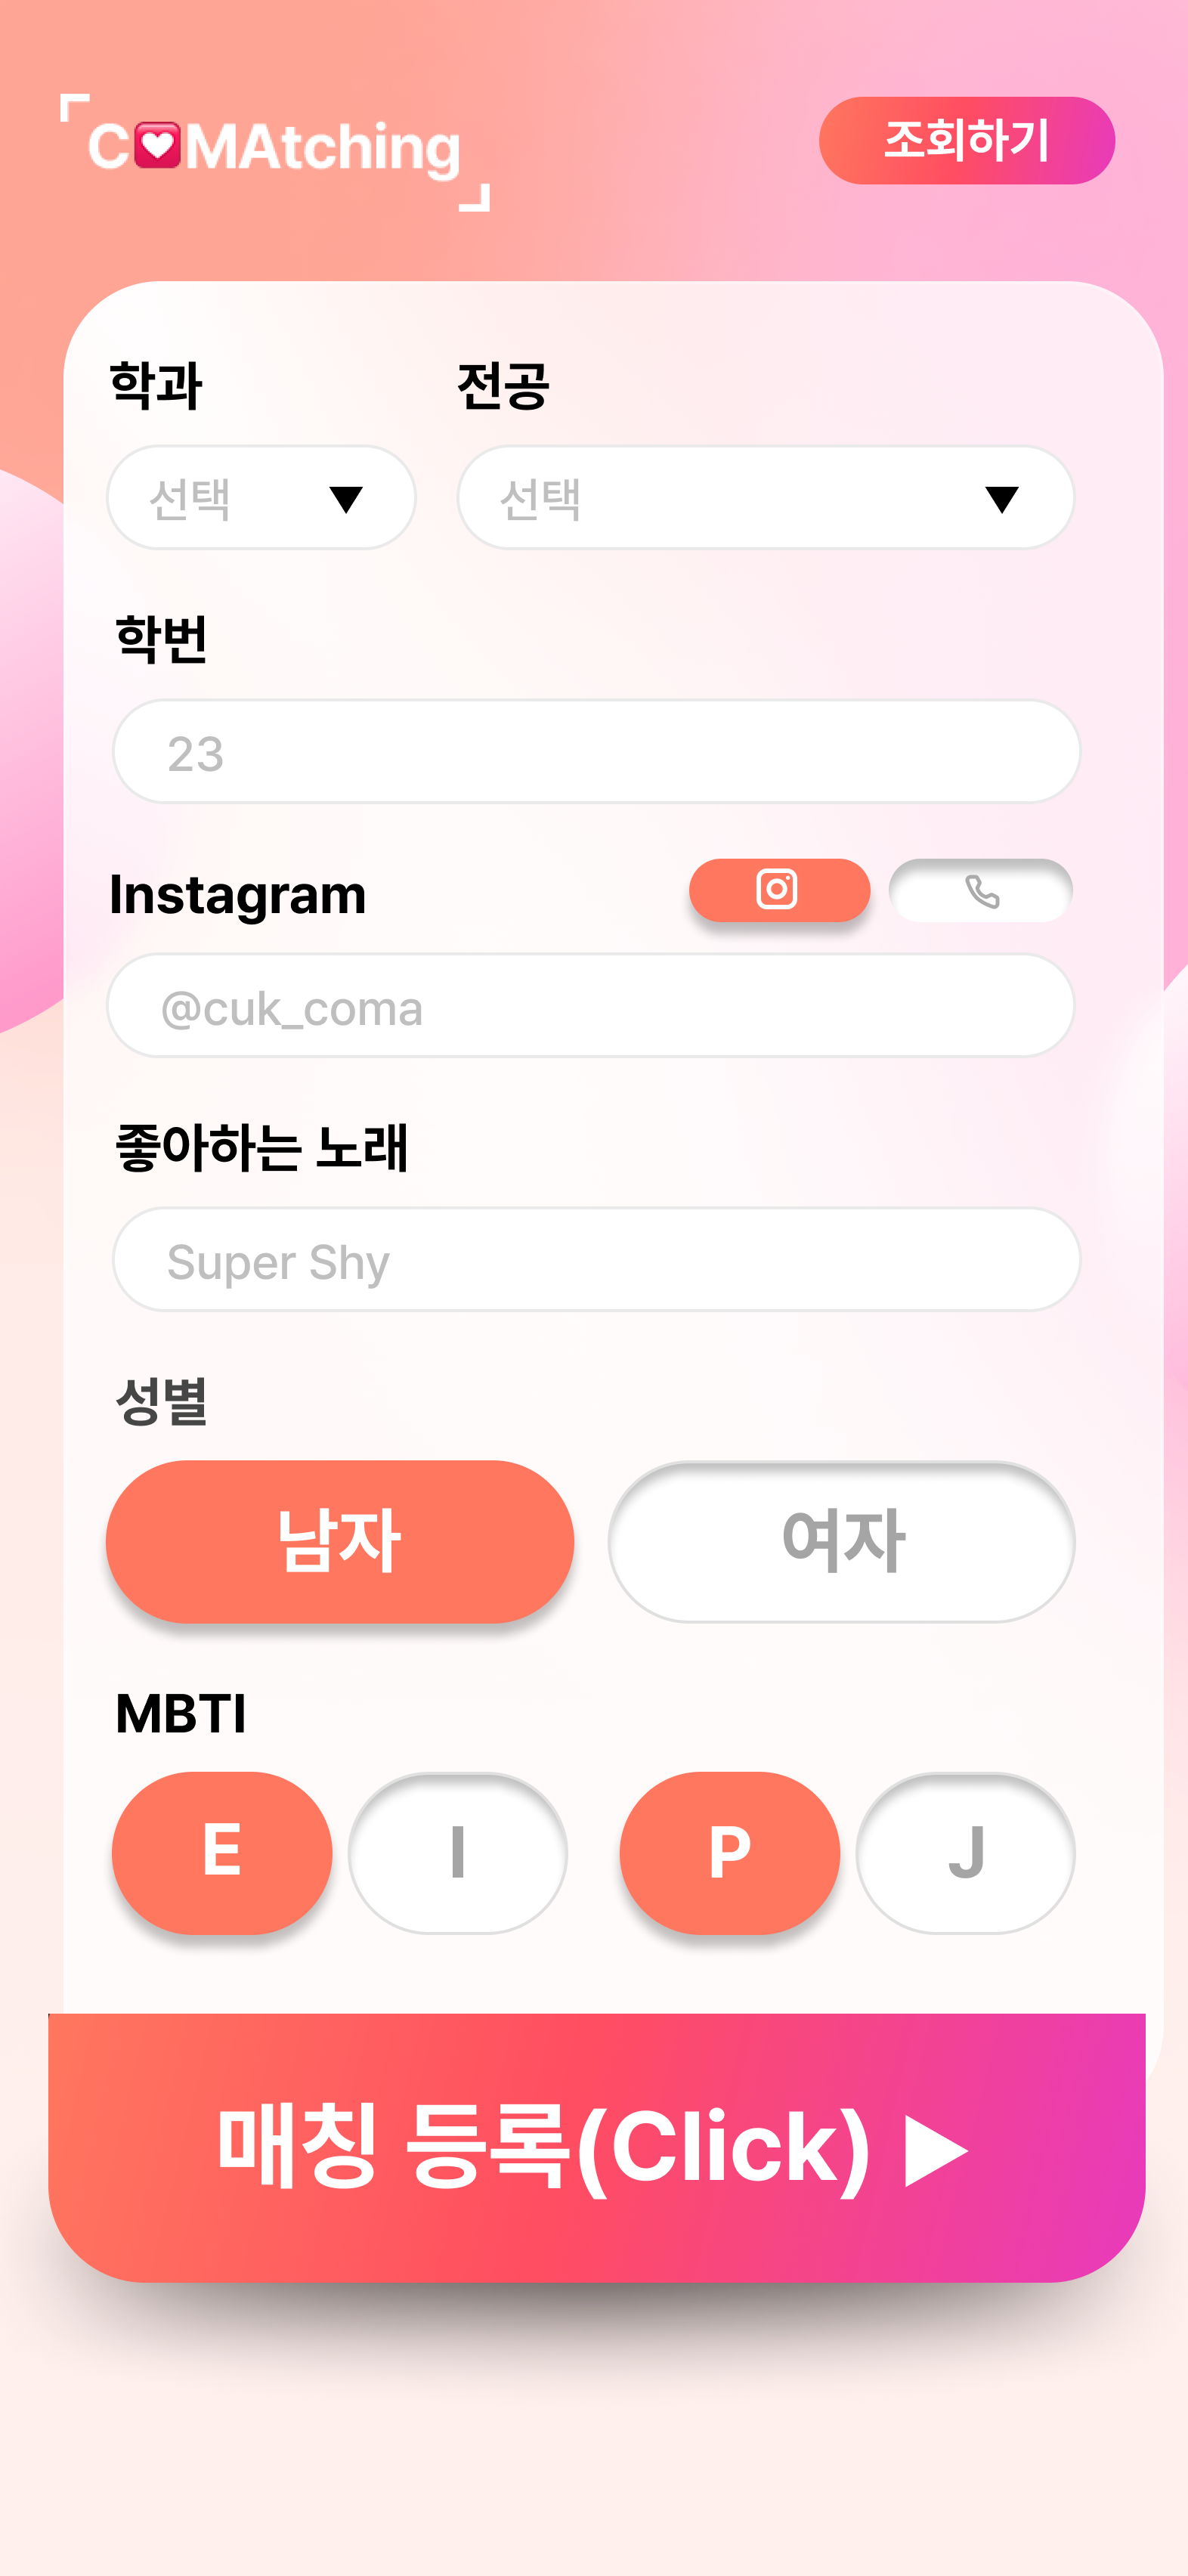 C💟MAtching
조회하기
학과 전공
선택 ▼ 선택 ▼
학번
23
Instagram
@cuk_coma
좋아하는 노래
Super Shy
성별
남자 여자
MBTI
E I P J
매칭 등록(Click) ▶